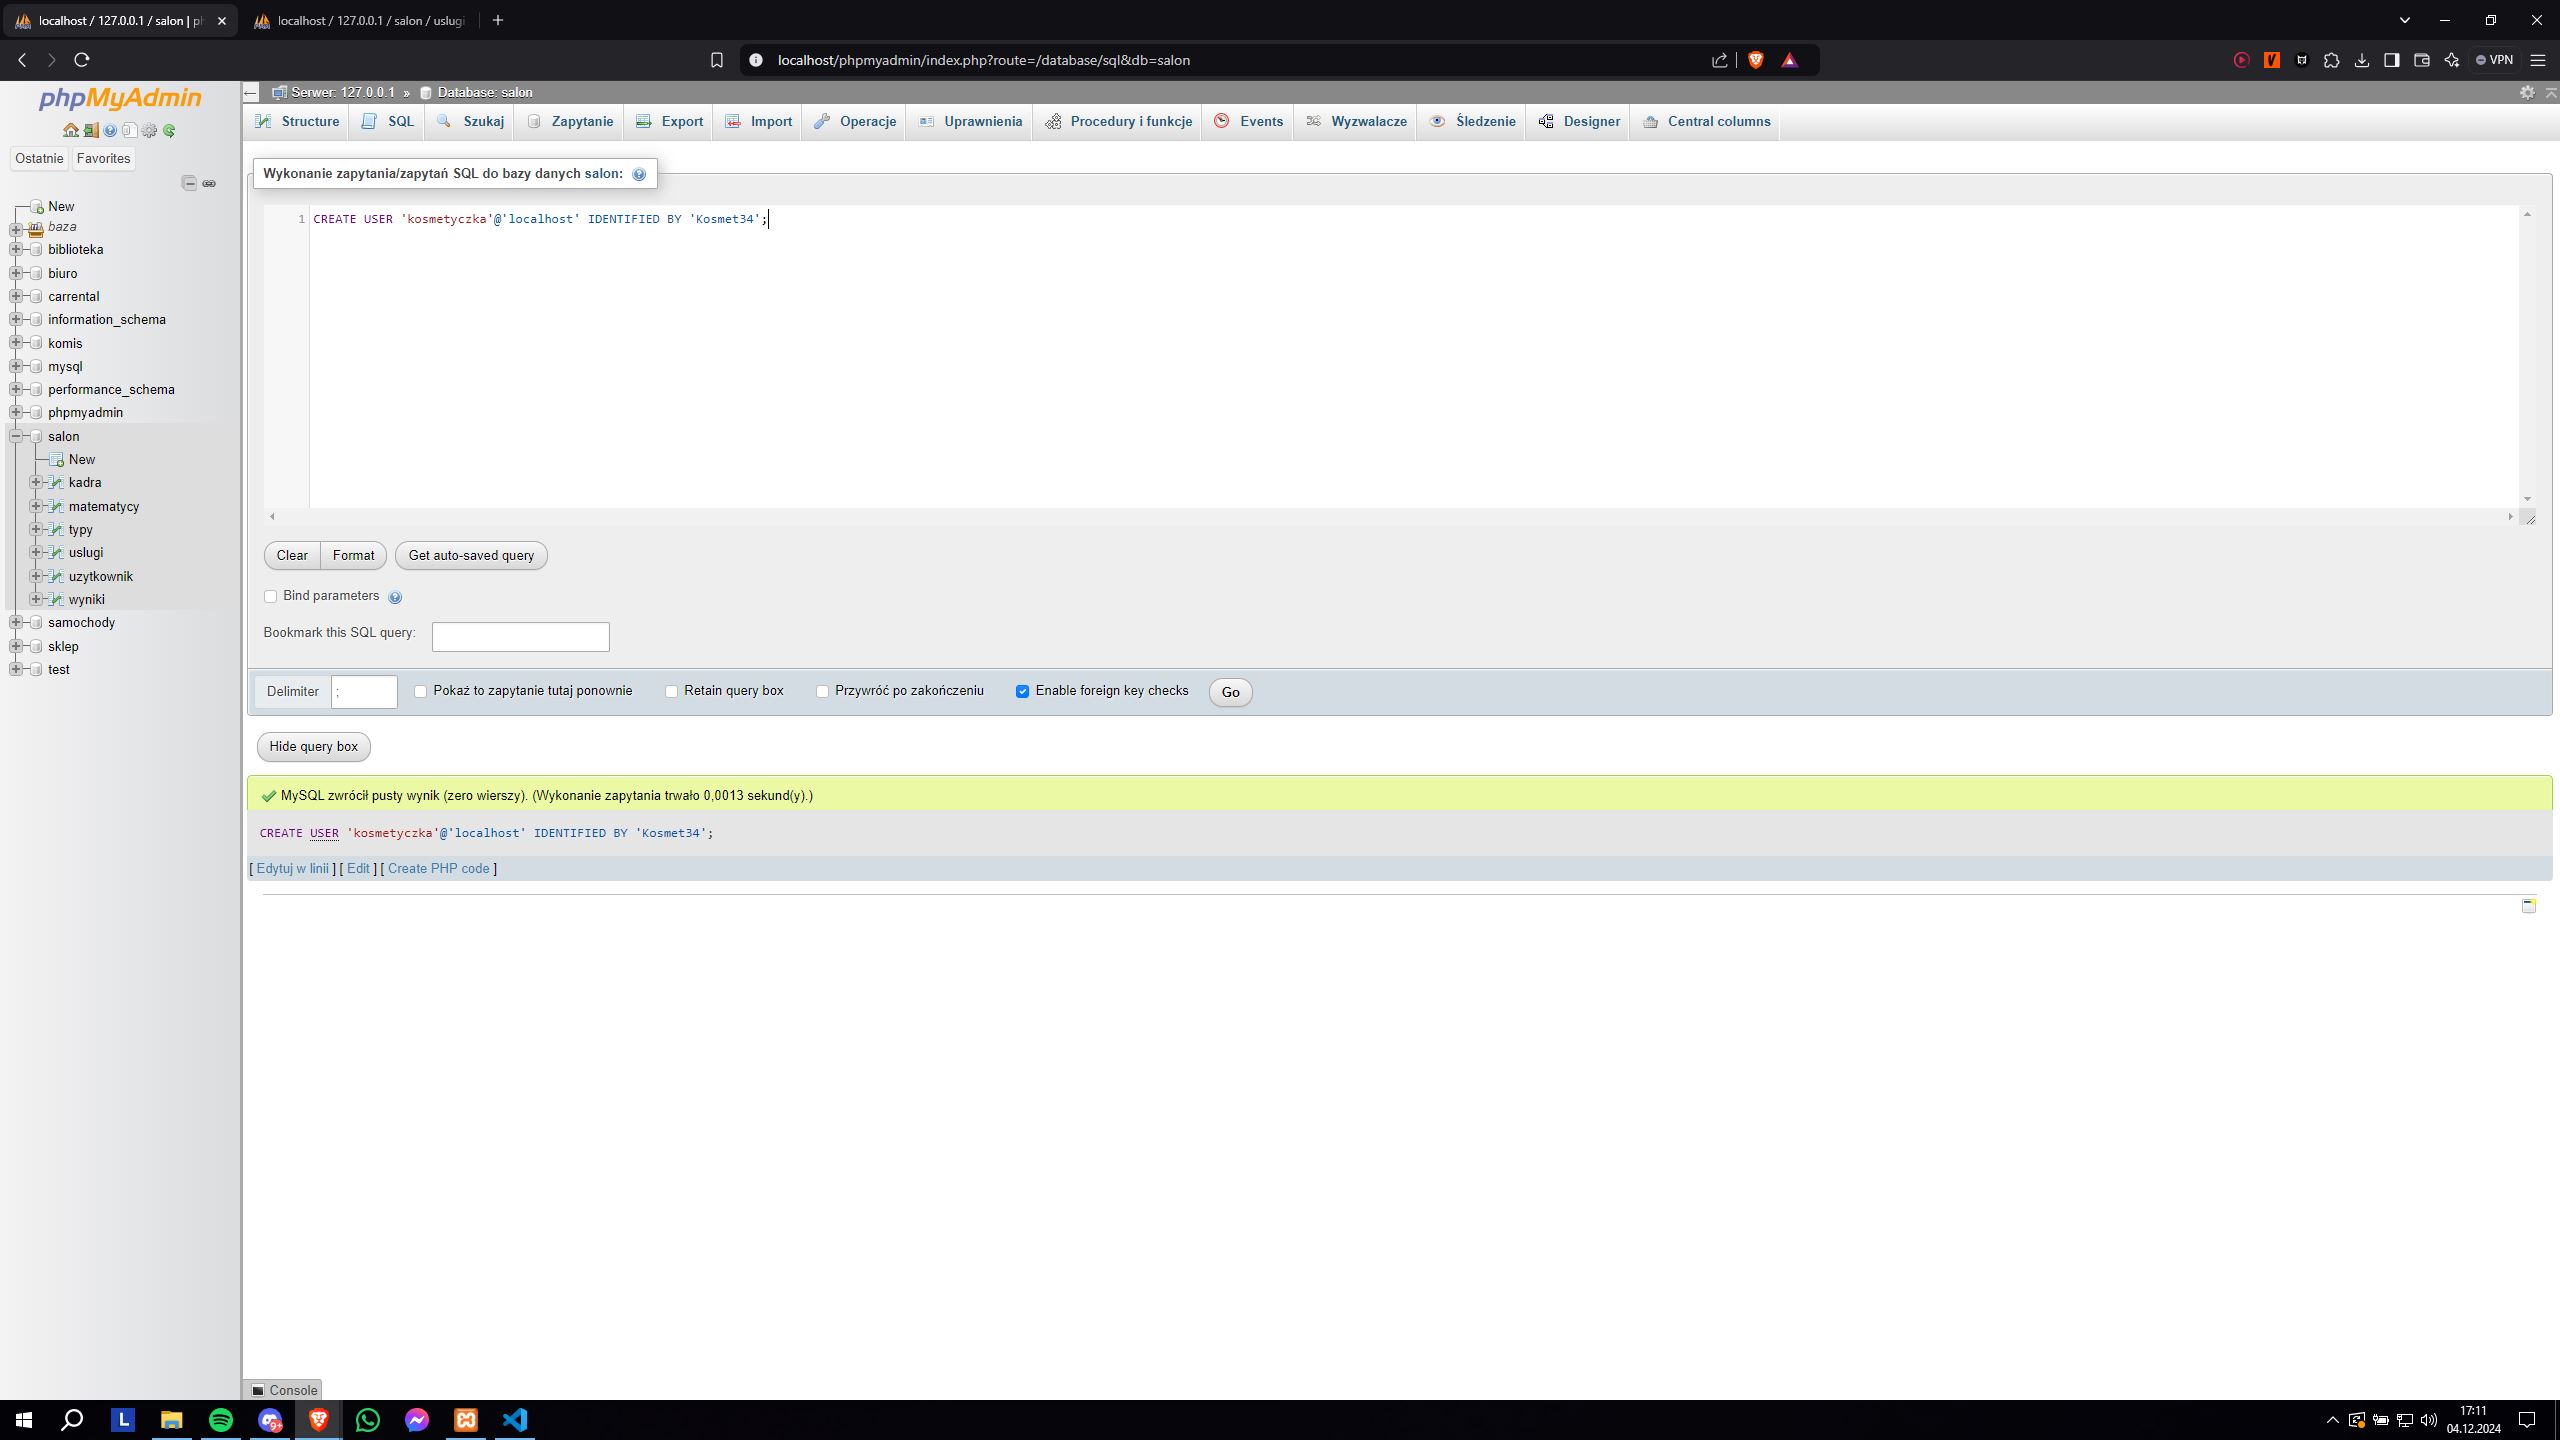 localhost / 127.0.0.1 / salon | ph
localhost / 127.0.0.1 / salon / uslugi
localhost/phpmyadmin/index.php?route=/database/sql&db=salon
VPN
phpMyAdmin
Ostatnie
Favorites
New
baza
biblioteka
biuro
carrental
information_schema
komis
mysql
performance_schema
phpmyadmin
salon
New
kadra
matematycy
typy
uslugi
uzytkownik
wyniki
samochody
sklep
test
Serwer: 127.0.0.1 » Database: salon
Structure SQL Szukaj Zapytanie Export Import Operacje Uprawnienia Procedury i funkcje Events Wyzwalacze Śledzenie Designer Central columns
Wykonanie zapytania/zapytań SQL do bazy danych salon:
1 CREATE USER 'kosmetyczka'@'localhost' IDENTIFIED BY 'Kosmet34';
Clear Format Get auto-saved query
Bind parameters
Bookmark this SQL query:
Delimiter ; Pokaż to zapytanie tutaj ponownie Retain query box Przywróć po zakończeniu Enable foreign key checks Go
Hide query box
MySQL zwrócił pusty wynik (zero wierszy). (Wykonanie zapytania trwało 0,0013 sekund(y).)
CREATE USER 'kosmetyczka'@'localhost' IDENTIFIED BY 'Kosmet34';
[ Edytuj w linii ] [ Edit ] [ Create PHP code ]
Console
L
9+
17:11
04.12.2024